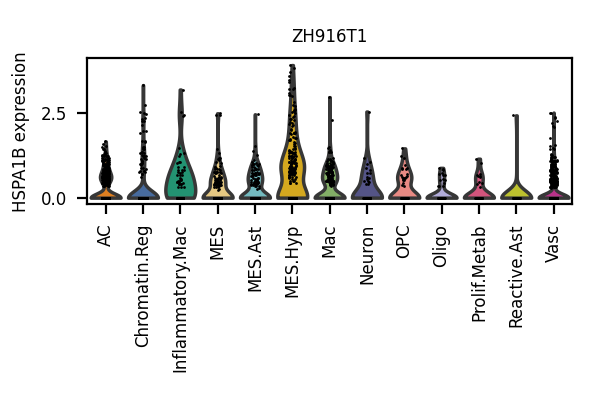 ZH916T1
HSPA1B expression
2.5
0.0
AC
Chromatin.Reg
Inflammatory.Mac
MES
MES.Ast
MES.Hyp
Mac
Neuron
OPC
Oligo
Prolif.Metab
Reactive.Ast
Vasc